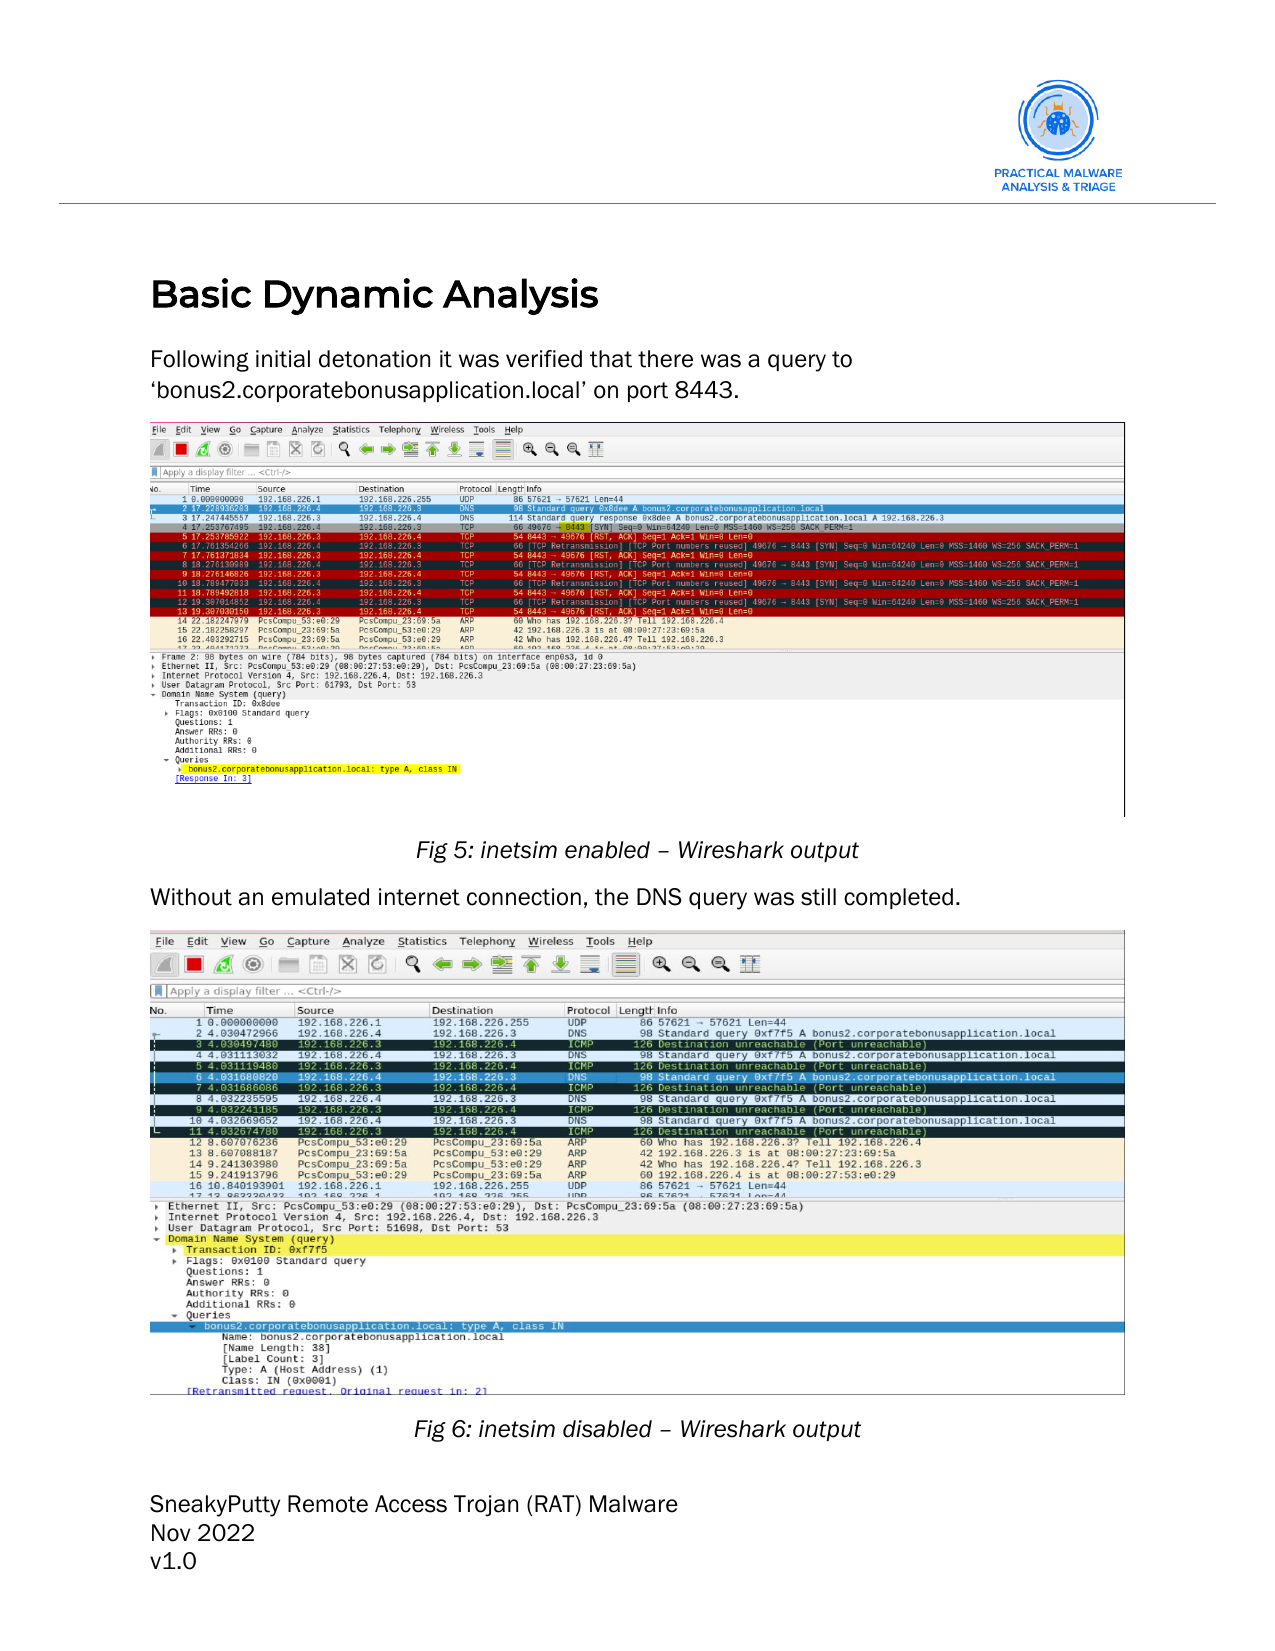 PRACTICAL MALWARE
ANALYSIS & TRIAGE
Basic Dynamic Analysis
Following initial detonation it was verified that there was a query to
‘bonus2.corporatebonusapplication.local’ on port 8443.
File Edit View Go Capture Analyze Statistics Telephony Wireless Tools Help
Apply a display filter ... <Ctrl-/>
No. Time Source Destination Protocol Length Info
1 0.000000000 192.168.226.1 192.168.226.255 UDP 86 57621 → 57621 Len=44
2 17.228936203 192.168.226.4 192.168.226.3 DNS 98 Standard query 0x8dee A bonus2.corporatebonusapplication.local
3 17.247445557 192.168.226.3 192.168.226.4 DNS 114 Standard query response 0x8dee A bonus2.corporatebonusapplication.local A 192.168.226.3
4 17.253767495 192.168.226.4 192.168.226.3 TCP 66 49676 → 8443 [SYN] Seq=0 Win=64240 Len=0 MSS=1460 WS=256 SACK_PERM=1
5 17.253785922 192.168.226.3 192.168.226.4 TCP 54 8443 → 49676 [RST, ACK] Seq=1 Ack=1 Win=0 Len=0
6 17.761354266 192.168.226.4 192.168.226.3 TCP 66 [TCP Retransmission] [TCP Port numbers reused] 49676 → 8443 [SYN] Seq=0 Win=64240 Len=0 MSS=1460 WS=256 SACK_PERM=1
7 17.761371834 192.168.226.3 192.168.226.4 TCP 54 8443 → 49676 [RST, ACK] Seq=1 Ack=1 Win=0 Len=0
8 18.276130989 192.168.226.4 192.168.226.3 TCP 66 [TCP Retransmission] [TCP Port numbers reused] 49676 → 8443 [SYN] Seq=0 Win=64240 Len=0 MSS=1460 WS=256 SACK_PERM=1
9 18.276146826 192.168.226.3 192.168.226.4 TCP 54 8443 → 49676 [RST, ACK] Seq=1 Ack=1 Win=0 Len=0
10 18.789477033 192.168.226.4 192.168.226.3 TCP 66 [TCP Retransmission] [TCP Port numbers reused] 49676 → 8443 [SYN] Seq=0 Win=64240 Len=0 MSS=1460 WS=256 SACK_PERM=1
11 18.789492818 192.168.226.3 192.168.226.4 TCP 54 8443 → 49676 [RST, ACK] Seq=1 Ack=1 Win=0 Len=0
12 19.307014852 192.168.226.4 192.168.226.3 TCP 66 [TCP Retransmission] [TCP Port numbers reused] 49676 → 8443 [SYN] Seq=0 Win=64240 Len=0 MSS=1460 WS=256 SACK_PERM=1
13 19.307030150 192.168.226.3 192.168.226.4 TCP 54 8443 → 49676 [RST, ACK] Seq=1 Ack=1 Win=0 Len=0
14 22.182247979 PcsCompu_53:e0:29 PcsCompu_23:69:5a ARP 60 Who has 192.168.226.3? Tell 192.168.226.4
15 22.182258297 PcsCompu_23:69:5a PcsCompu_53:e0:29 ARP 42 192.168.226.3 is at 08:00:27:23:69:5a
16 22.403292715 PcsCompu_23:69:5a PcsCompu_53:e0:29 ARP 42 Who has 192.168.226.4? Tell 192.168.226.3
Frame 2: 98 bytes on wire (784 bits), 98 bytes captured (784 bits) on interface enp0s3, id 0
Ethernet II, Src: PcsCompu_53:e0:29 (08:00:27:53:e0:29), Dst: PcsCompu_23:69:5a (08:00:27:23:69:5a)
Internet Protocol Version 4, Src: 192.168.226.4, Dst: 192.168.226.3
User Datagram Protocol, Src Port: 61793, Dst Port: 53
Domain Name System (query)
Transaction ID: 0x8dee
Flags: 0x0100 Standard query
Questions: 1
Answer RRs: 0
Authority RRs: 0
Additional RRs: 0
Queries
bonus2.corporatebonusapplication.local: type A, class IN
[Response In: 3]
Fig 5: inetsim enabled – Wireshark output
Without an emulated internet connection, the DNS query was still completed.
File Edit View Go Capture Analyze Statistics Telephony Wireless Tools Help
Apply a display filter ... <Ctrl-/>
No. Time Source Destination Protocol Length Info
1 0.000000000 192.168.226.1 192.168.226.255 UDP 86 57621 → 57621 Len=44
2 4.030472966 192.168.226.4 192.168.226.3 DNS 98 Standard query 0xf7f5 A bonus2.corporatebonusapplication.local
3 4.030497480 192.168.226.3 192.168.226.4 ICMP 126 Destination unreachable (Port unreachable)
4 4.031113032 192.168.226.4 192.168.226.3 DNS 98 Standard query 0xf7f5 A bonus2.corporatebonusapplication.local
5 4.031119480 192.168.226.3 192.168.226.4 ICMP 126 Destination unreachable (Port unreachable)
6 4.031680820 192.168.226.4 192.168.226.3 DNS 98 Standard query 0xf7f5 A bonus2.corporatebonusapplication.local
7 4.031686086 192.168.226.3 192.168.226.4 ICMP 126 Destination unreachable (Port unreachable)
8 4.032235595 192.168.226.4 192.168.226.3 DNS 98 Standard query 0xf7f5 A bonus2.corporatebonusapplication.local
9 4.032241185 192.168.226.3 192.168.226.4 ICMP 126 Destination unreachable (Port unreachable)
10 4.032669652 192.168.226.4 192.168.226.3 DNS 98 Standard query 0xf7f5 A bonus2.corporatebonusapplication.local
11 4.032674780 192.168.226.3 192.168.226.4 ICMP 126 Destination unreachable (Port unreachable)
12 8.607076236 PcsCompu_53:e0:29 PcsCompu_23:69:5a ARP 60 Who has 192.168.226.3? Tell 192.168.226.4
13 8.607088187 PcsCompu_23:69:5a PcsCompu_53:e0:29 ARP 42 192.168.226.3 is at 08:00:27:23:69:5a
14 9.241303980 PcsCompu_23:69:5a PcsCompu_53:e0:29 ARP 42 Who has 192.168.226.4? Tell 192.168.226.3
15 9.241913796 PcsCompu_53:e0:29 PcsCompu_23:69:5a ARP 60 192.168.226.4 is at 08:00:27:53:e0:29
16 10.840193901 192.168.226.1 192.168.226.255 UDP 86 57621 → 57621 Len=44
Ethernet II, Src: PcsCompu_53:e0:29 (08:00:27:53:e0:29), Dst: PcsCompu_23:69:5a (08:00:27:23:69:5a)
Internet Protocol Version 4, Src: 192.168.226.4, Dst: 192.168.226.3
User Datagram Protocol, Src Port: 51698, Dst Port: 53
Domain Name System (query)
Transaction ID: 0xf7f5
Flags: 0x0100 Standard query
Questions: 1
Answer RRs: 0
Authority RRs: 0
Additional RRs: 0
Queries
bonus2.corporatebonusapplication.local: type A, class IN
Name: bonus2.corporatebonusapplication.local
[Name Length: 38]
[Label Count: 3]
Type: A (Host Address) (1)
Class: IN (0x0001)
[Retransmitted request. Original request in: 2]
Fig 6: inetsim disabled – Wireshark output
SneakyPutty Remote Access Trojan (RAT) Malware
Nov 2022
v1.0